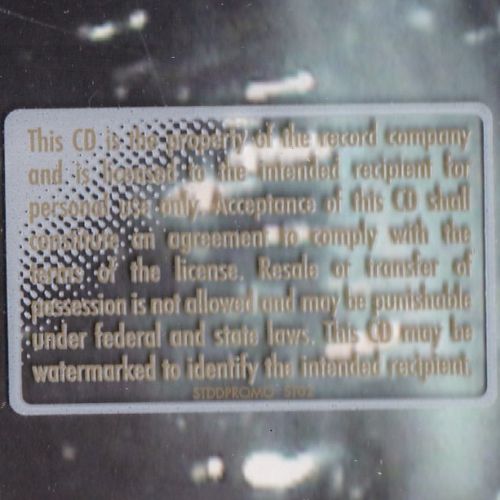 This CD is the property of the record company
and is licensed to the intended recipient for
personal use only. Acceptance of this CD shall
constitute an agreement to comply with the
terms of the license. Resale or transfer of
possession is not allowed and may be punishable
under federal and state laws. This CD may be
watermarked to identify the intended recipient.
STDDPROMO ST02